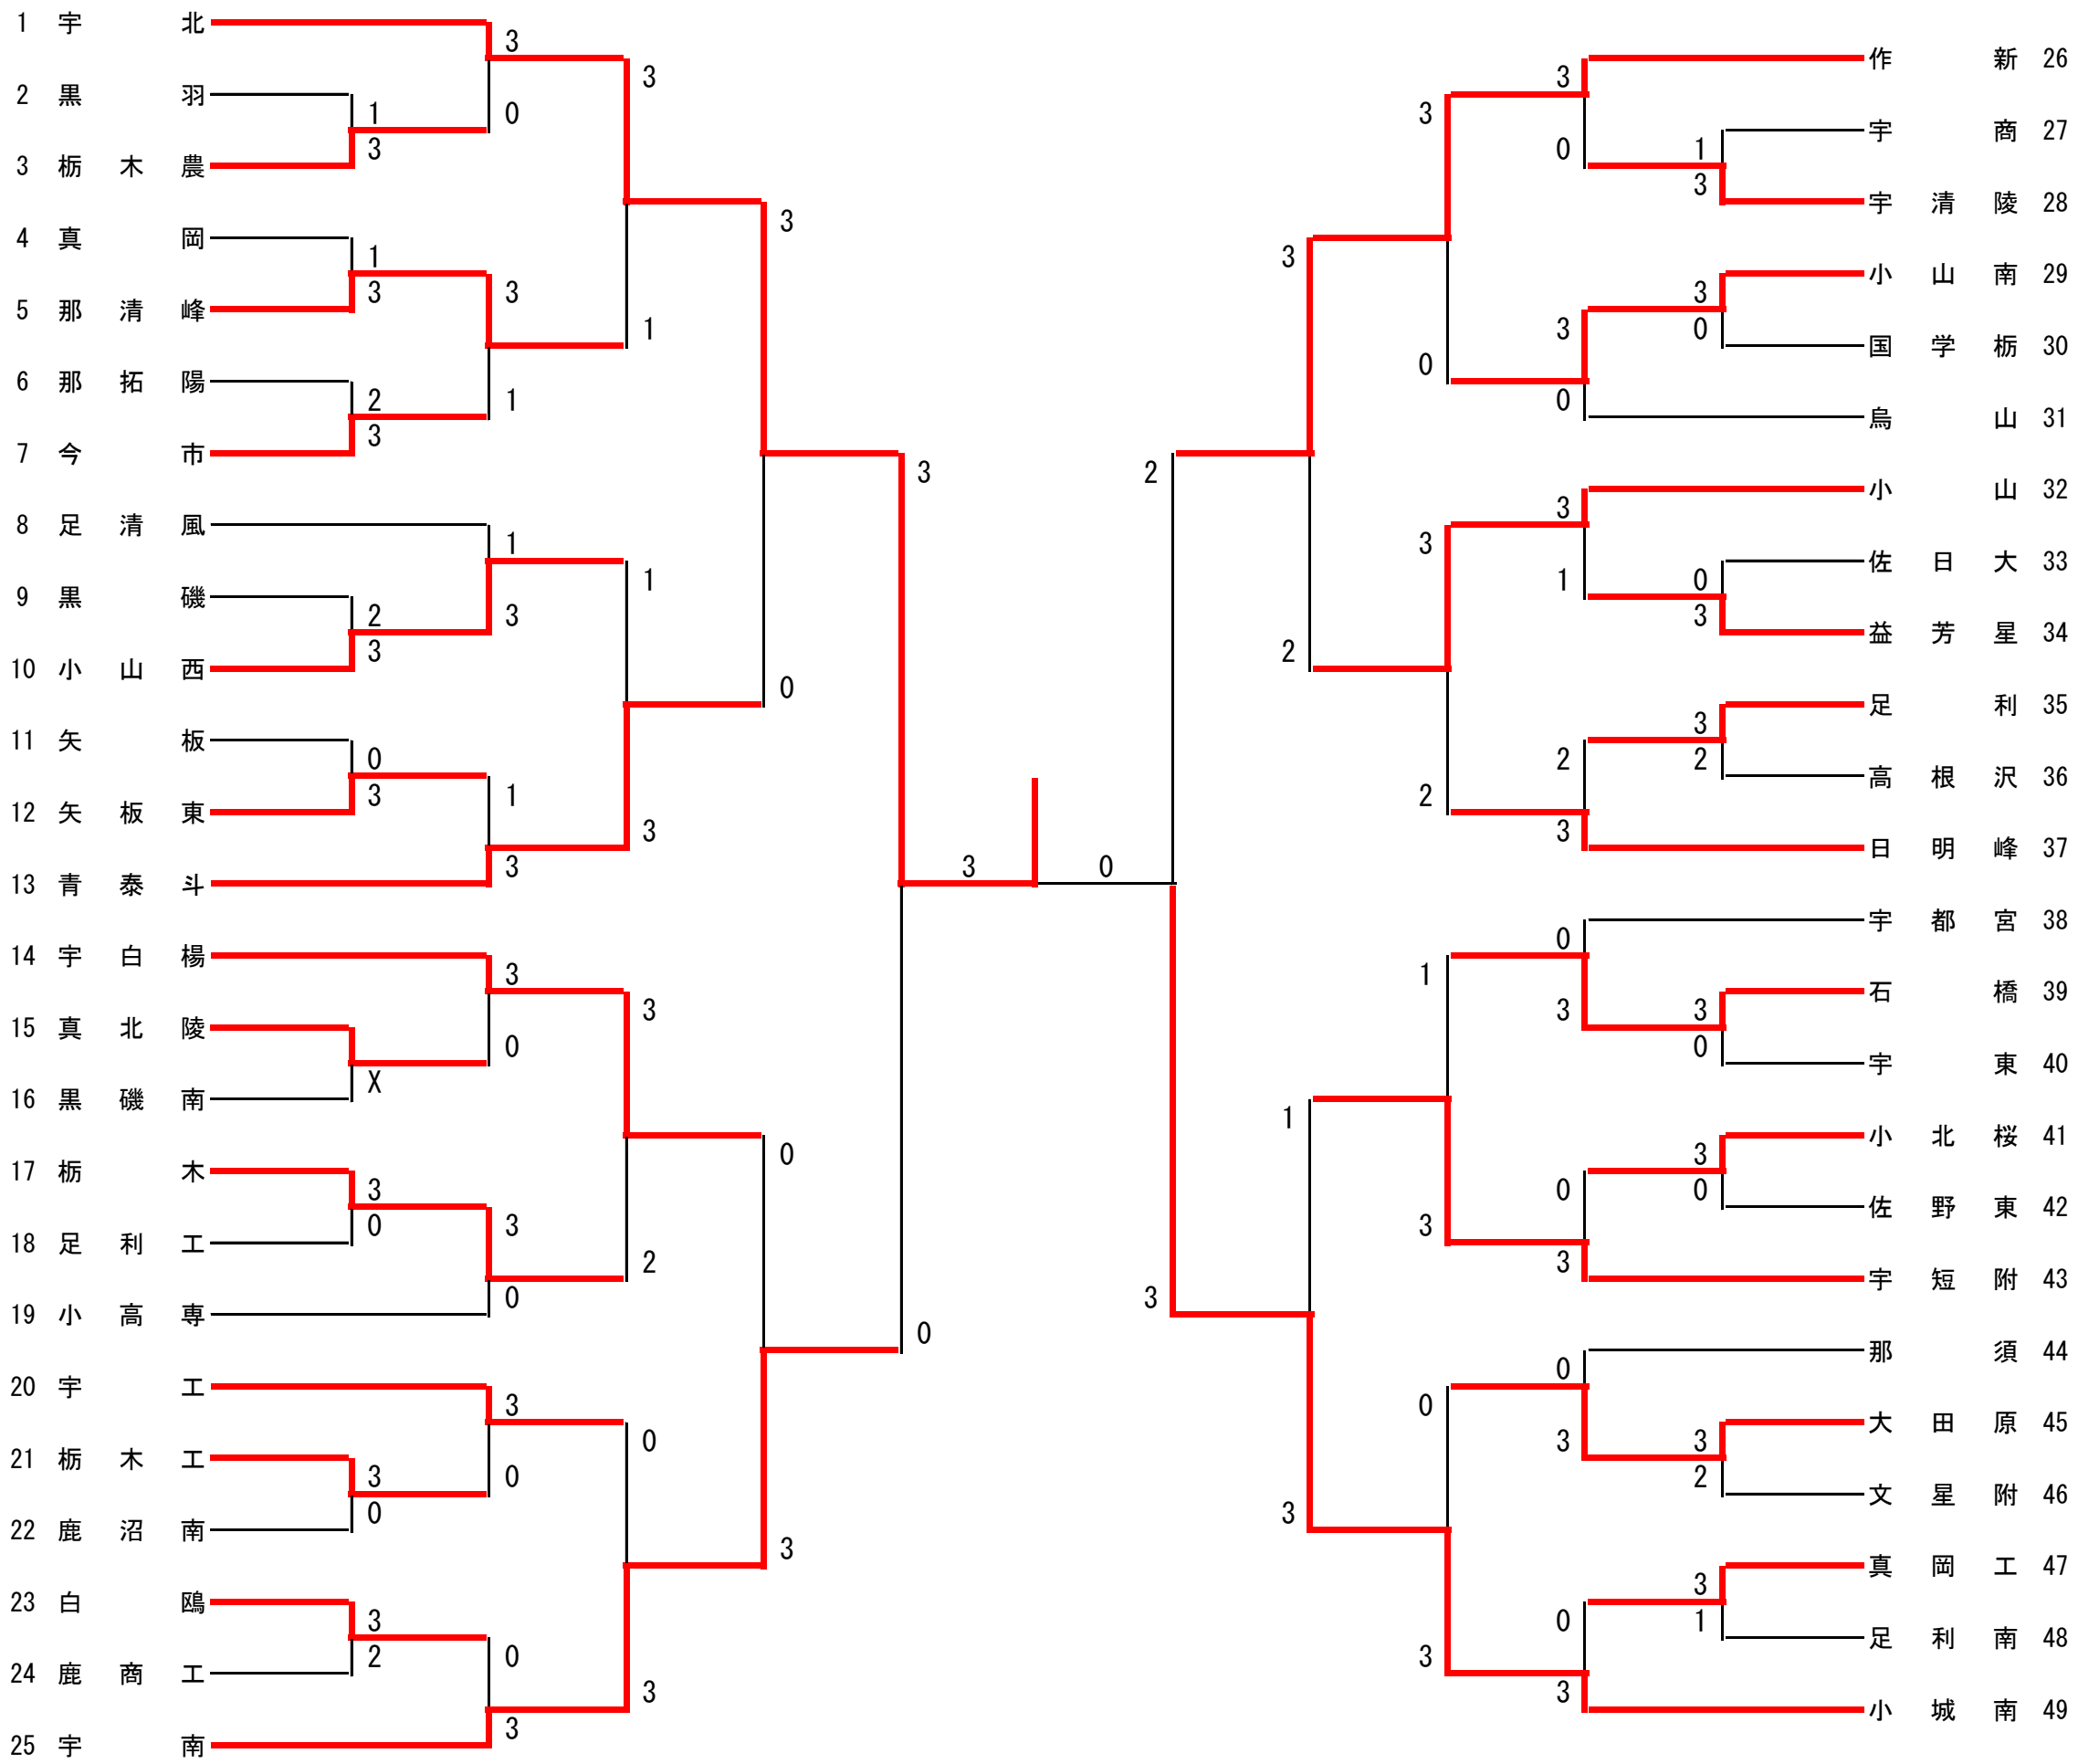 1 宇北
3
作新 26
3
3
2 黒羽
1
0
3
宇商 27
3
0
1
3 栃木農
3
宇清陵 28
3
4 真岡
1
3
3
小山南 29
5 那清峰
3
3
3
1
3
0
国学栃 30
6 那拓陽
2
1
0
0
烏山 31
7 今市
3
3
2
小山 32
3
8 足清風
1
3
佐日大 33
1
1
0
9 黒磯
2
3
3
益芳星 34
10 小山西
3
2
0
足利 35
3
11 矢板
0
2
2
高根沢 36
12 矢板東
3
1
2
3
3
日明峰 37
13 青泰斗
3
3
0
宇都宮 38
0
14 宇白楊
3
1
石橋 39
3
3
3
15 真北陵
0
0
宇東 40
16 黒磯南
X
1
小北桜 41
0
3
17 栃木
3
0
0
佐野東 42
18 足利工
0
3
3
2
3
宇短附 43
19 小高専
0
3
0
那須 44
0
20 宇工
3
0
大田原 45
0
3
3
21 栃木工
3
0
2
文星附 46
22 鹿沼南
0
3
3
真岡工 47
3
23 白鴎
3
0
1
足利南 48
24 鹿商工
2
0
3
3
3
小城南 49
25 宇南
3